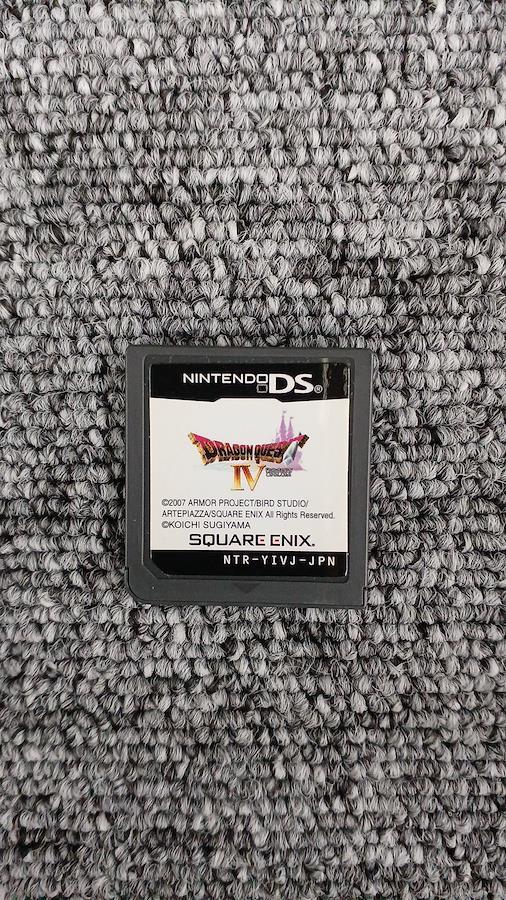 NINTENDO DS®
DRAGON QUEST
IV
©2007 ARMOR PROJECT/BIRD STUDIO/
ARTEPIAZZA/SQUARE ENIX All Rights Reserved.
©KOICHI SUGIYAMA
SQUARE ENIX.
NTR-YIVJ-JPN